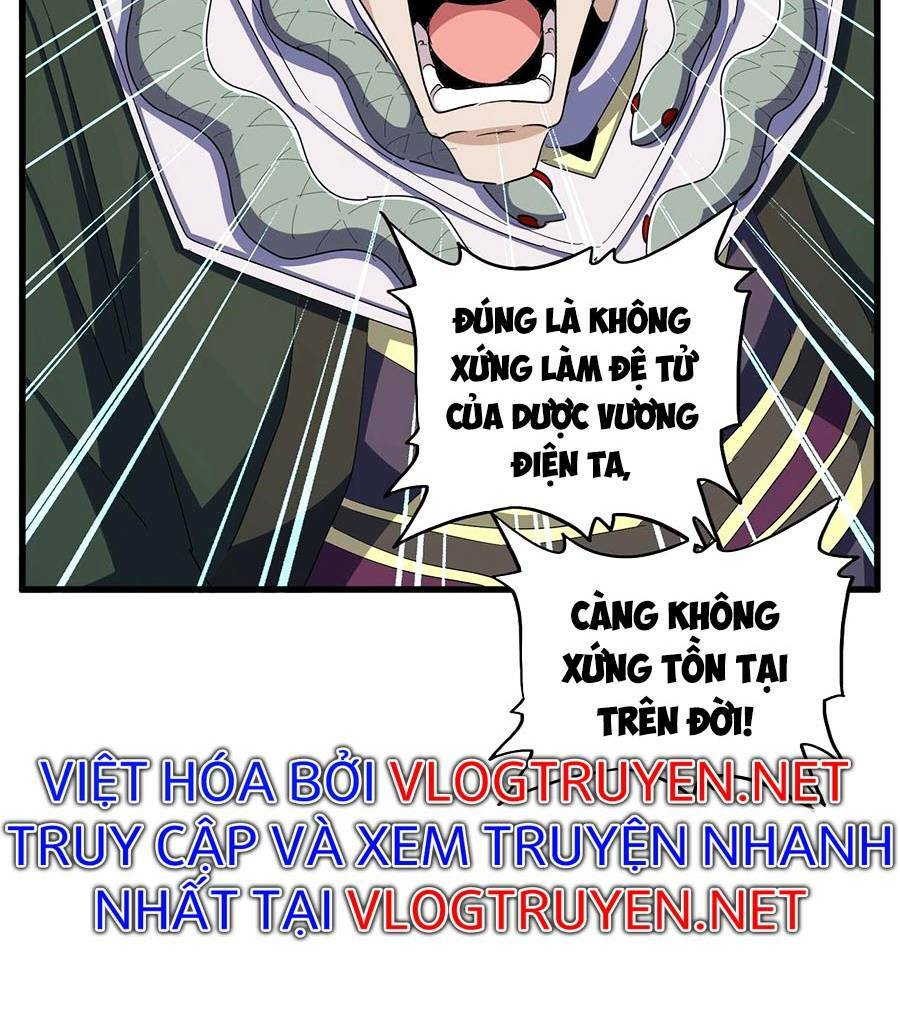 ĐÚNG LÀ KHÔNG
XỨNG LÀM ĐỆ TỬ
CỦA DƯỢC VƯƠNG
ĐIỆN TA,
CÀNG KHÔNG
XỨNG TỒN TẠI
TRÊN ĐỜI!
VIỆT HÓA BỞI VLOGTRUYEN.NET
TRUY CẬP VÀ XEM TRUYỆN NHANH
NHẤT TẠI VLOGTRUYEN.NET